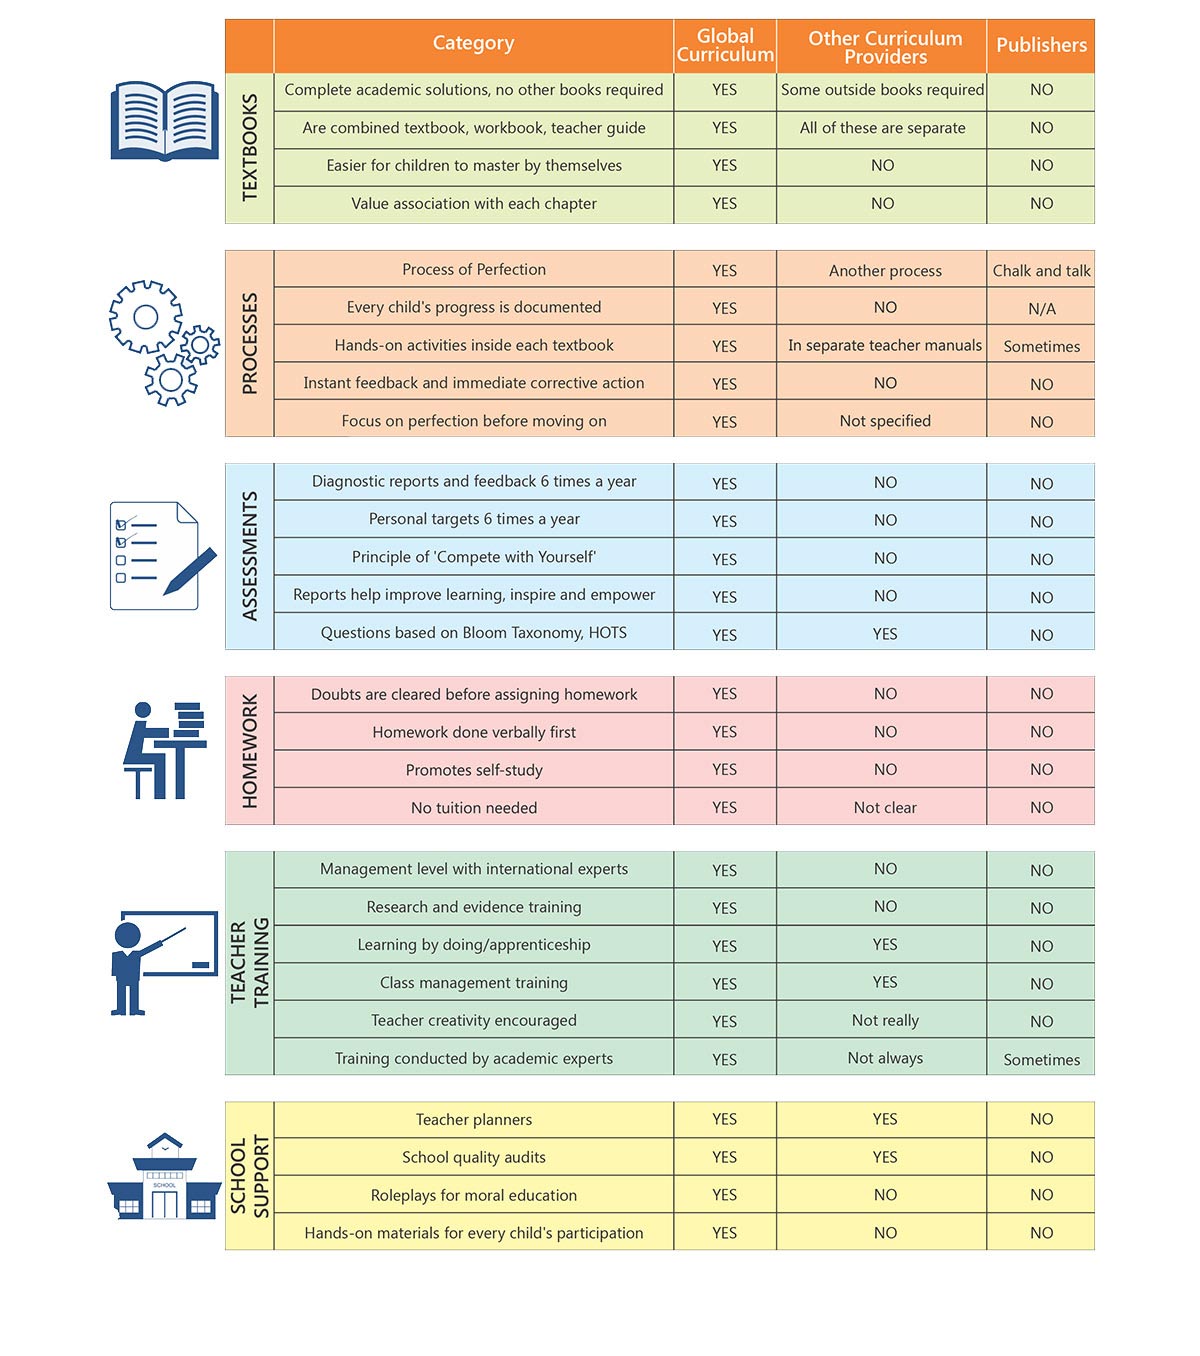 Category Global Curriculum Other Curriculum Providers Publishers
TEXTBOOKS
Complete academic solutions, no other books required YES Some outside books required NO
Are combined textbook, workbook, teacher guide YES All of these are separate NO
Easier for children to master by themselves YES NO NO
Value association with each chapter YES NO NO
PROCESSES
Process of Perfection YES Another process Chalk and talk
Every child's progress is documented YES NO N/A
Hands-on activities inside each textbook YES In separate teacher manuals Sometimes
Instant feedback and immediate corrective action YES NO NO
Focus on perfection before moving on YES Not specified NO
ASSESSMENTS
Diagnostic reports and feedback 6 times a year YES NO NO
Personal targets 6 times a year YES NO NO
Principle of 'Compete with Yourself' YES NO NO
Reports help improve learning, inspire and empower YES NO NO
Questions based on Bloom Taxonomy, HOTS YES YES NO
HOMEWORK
Doubts are cleared before assigning homework YES NO NO
Homework done verbally first YES NO NO
Promotes self-study YES NO NO
No tuition needed YES Not clear NO
TEACHER TRAINING
Management level with international experts YES NO NO
Research and evidence training YES NO NO
Learning by doing/apprenticeship YES YES NO
Class management training YES YES NO
Teacher creativity encouraged YES Not really NO
Training conducted by academic experts YES Not always Sometimes
SCHOOL
SCHOOL SUPPORT
Teacher planners YES YES NO
School quality audits YES YES NO
Roleplays for moral education YES NO NO
Hands-on materials for every child's participation YES NO NO